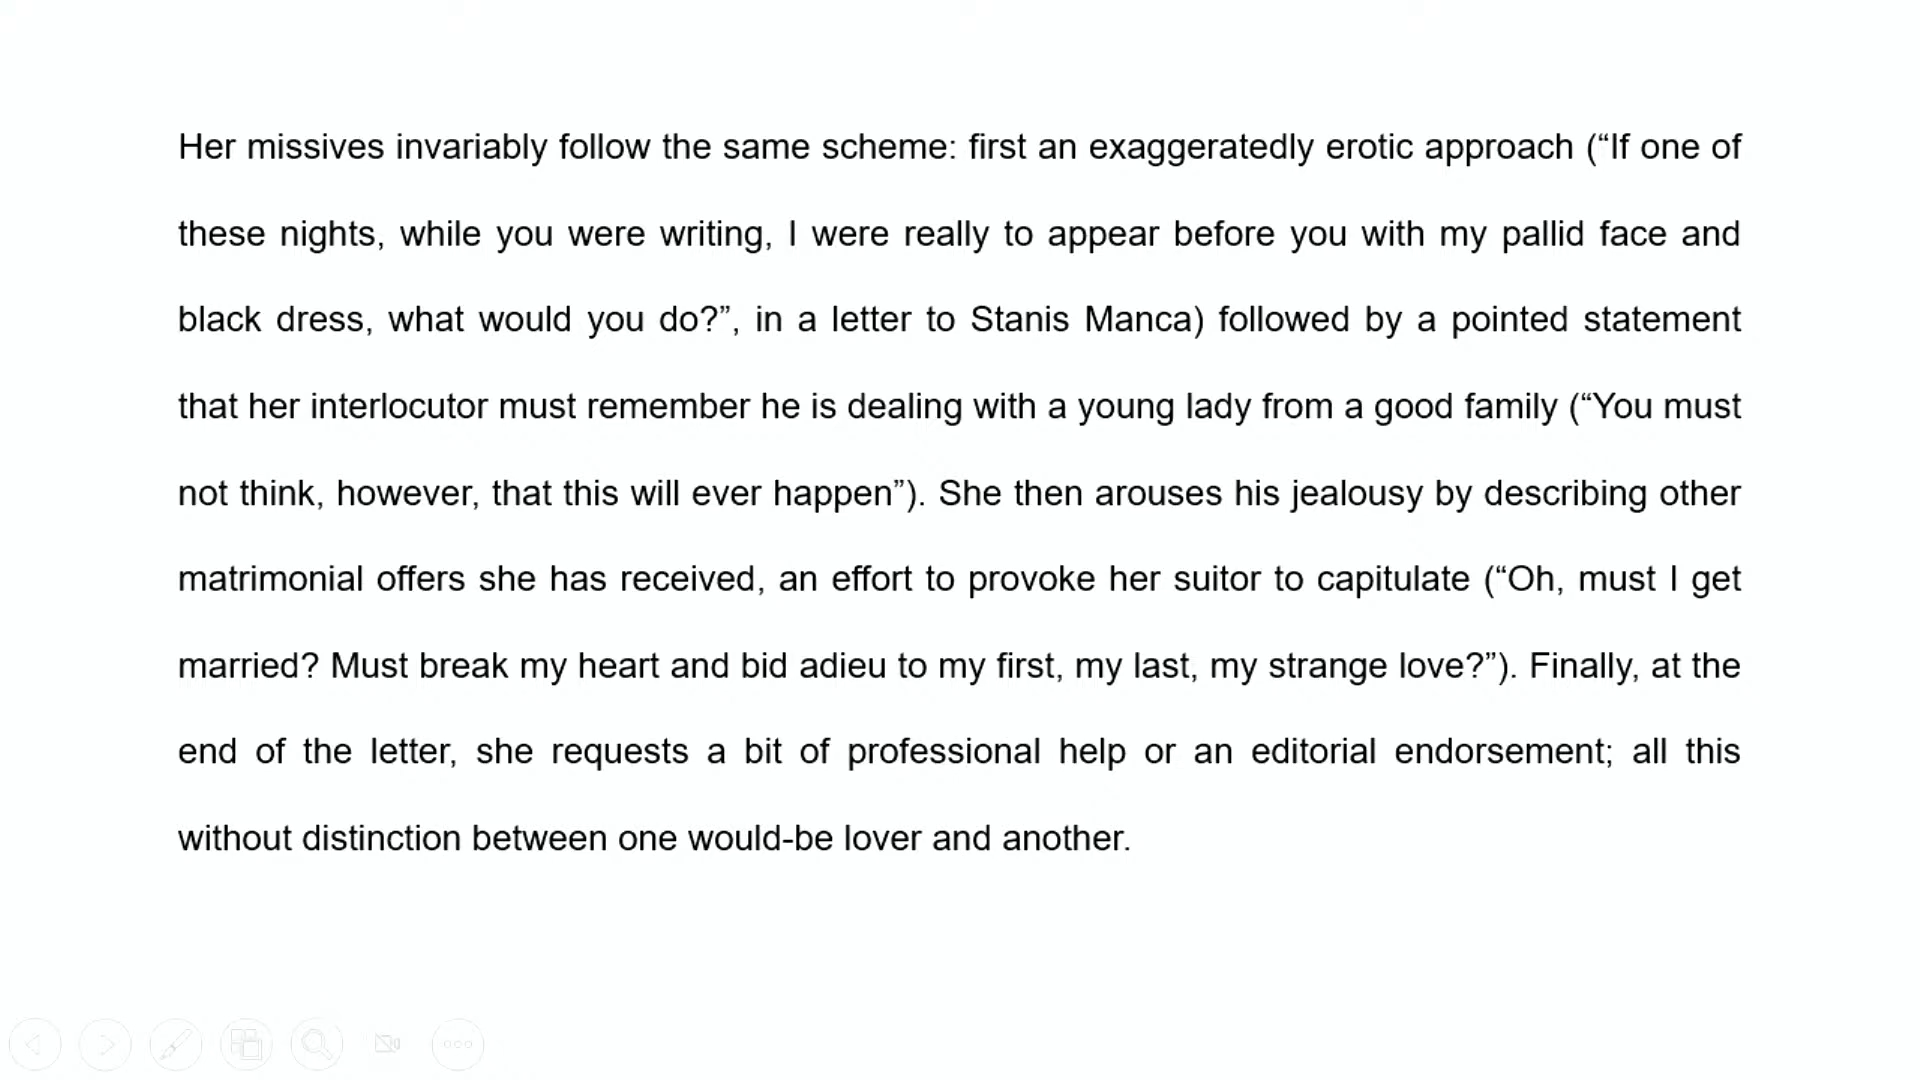 Her missives invariably follow the same scheme: first an exaggeratedly erotic approach (“If one of
these nights, while you were writing, I were really to appear before you with my pallid face and
black dress, what would you do?”, in a letter to Stanis Manca) followed by a pointed statement
that her interlocutor must remember he is dealing with a young lady from a good family (“You must
not think, however, that this will ever happen”). She then arouses his jealousy by describing other
matrimonial offers she has received, an effort to provoke her suitor to capitulate (“Oh, must I get
married? Must break my heart and bid adieu to my first, my last, my strange love?”). Finally, at the
end of the letter, she requests a bit of professional help or an editorial endorsement; all this
without distinction between one would-be lover and another.